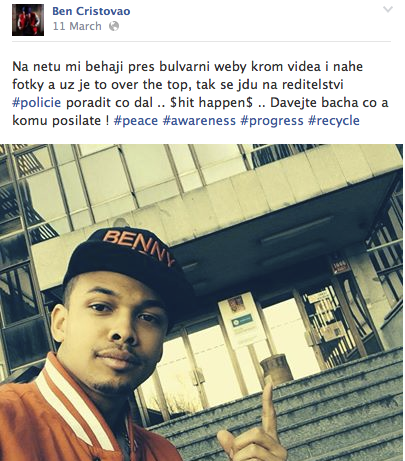 Ben Cristovao
11 March
Na netu mi behaji pres bulvarni weby krom videa i nahe
fotky a uz je to over the top, tak se jdu na reditelstvi
#policie poradit co dal .. $hit happen$ .. Davejte bacha co a
komu posilate ! #peace #awareness #progress #recycle
BENNY